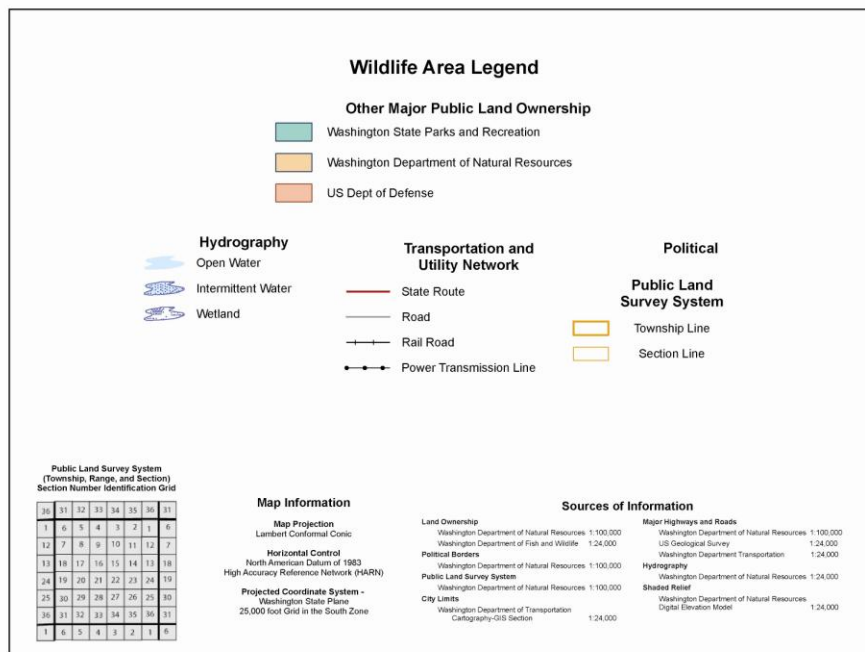 Wildlife Area Legend
Other Major Public Land Ownership
Washington State Parks and Recreation
Washington Department of Natural Resources
US Dept of Defense
Hydrography
Open Water
Intermittent Water
Wetland
Transportation and
Utility Network
State Route
Road
Rail Road
Power Transmission Line
Political
Public Land
Survey System
Township Line
Section Line
Public Land Survey System
(Township, Range, and Section)
Section Number Identification Grid
36 31 32 33 34 35 36 31
1 6 5 4 3 2 1 6
12 7 8 9 10 11 12 7
13 18 17 16 15 14 13 18
24 19 20 21 22 23 24 19
25 30 29 28 27 26 25 30
36 31 32 33 34 35 36 31
1 6 5 4 3 2 1 6
Map Information
Map Projection
Lambert Conformal Conic
Horizontal Control
North American Datum of 1983
High Accuracy Reference Network (HARN)
Projected Coordinate System -
Washington State Plane
25,000 foot Grid in the South Zone
Sources of Information
Land Ownership
Washington Department of Natural Resources 1:100,000
Washington Department of Fish and Wildlife 1:24,000
Political Borders
Washington Department of Natural Resources 1:100,000
Public Land Survey System
Washington Department of Natural Resources 1:100,000
City Limits
Washington Department of Transportation
Cartography-GIS Section 1:24,000
Major Highways and Roads
Washington Department of Natural Resources 1:100,000
US Geological Survey 1:24,000
Washington Department Transportation 1:24,000
Hydrography
Washington Department of Natural Resources 1:24,000
Shaded Relief
Washington Department of Natural Resources
Digital Elevation Model 1:24,000